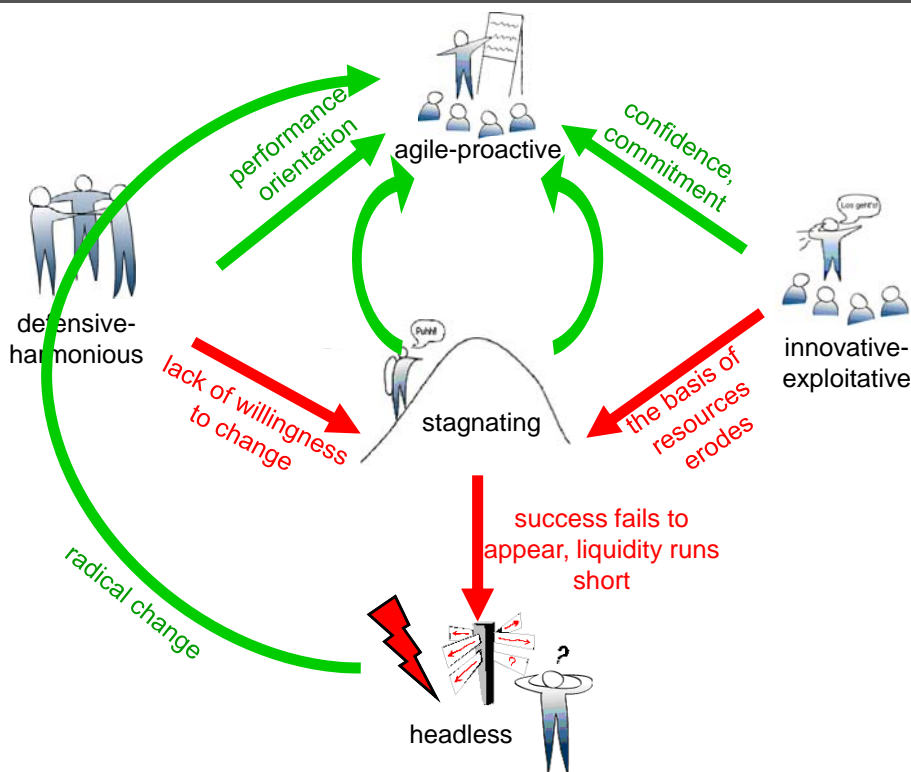 performance
orientation
agile-proactive
confidence,
commitment
Los geht's!
defensive-
harmonious
innovative-
exploitative
Puhh!
stagnating
lack of willingness
to change
the basis of
resources
erodes
success fails to
appear, liquidity runs
short
radical change
?
?
headless